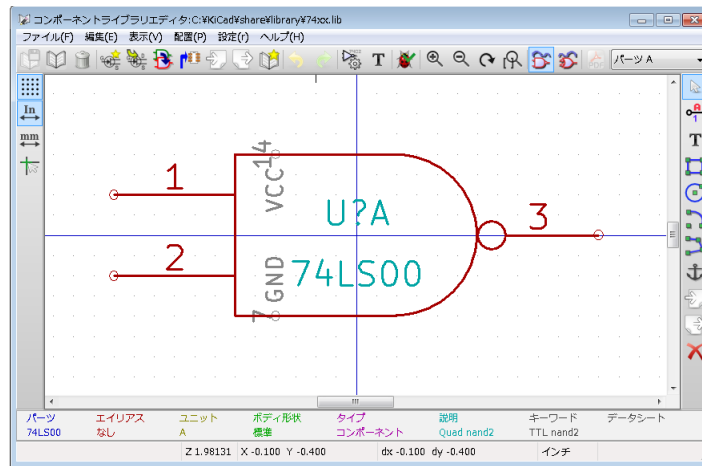 コンポーネントライブラリエディタ:C:¥KiCad¥share¥library¥74xx.lib
ファイル(F) 編集(E) 表示(V) 配置(P) 設定(r) ヘルプ(H)
T パーツ A
In
mm
T
1
2
3
VCC 14
GND 7
U?A
74LS00
パーツ エイリアス ユニット ボディ形状 タイプ 説明 キーワード データシート
74LS00 なし A 標準 コンポーネント Quad nand2 TTL nand2
Z 1.98131 X -0.100 Y -0.400 dx -0.100 dy -0.400 インチ